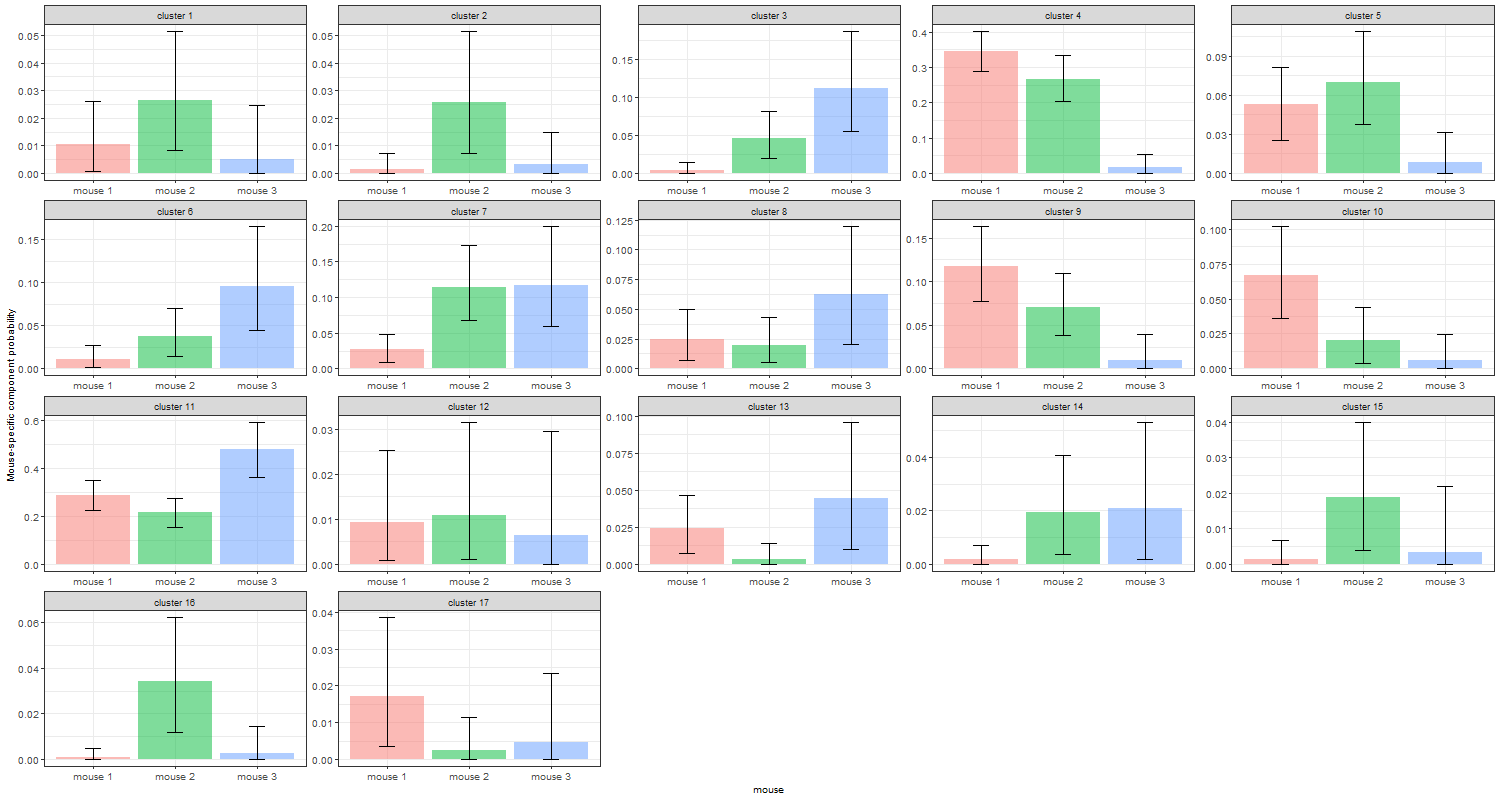 cluster 1
cluster 2
cluster 3
cluster 4
cluster 5
0.05
0.04
0.03
0.02
0.01
0.00
0.05
0.04
0.03
0.02
0.01
0.00
0.15
0.10
0.05
0.00
0.4
0.3
0.2
0.1
0.0
0.09
0.06
0.03
0.00
mouse 1 mouse 2 mouse 3
mouse 1 mouse 2 mouse 3
mouse 1 mouse 2 mouse 3
mouse 1 mouse 2 mouse 3
mouse 1 mouse 2 mouse 3
Mouse-specific component probability
cluster 6
cluster 7
cluster 8
cluster 9
cluster 10
0.15
0.10
0.05
0.00
0.20
0.15
0.10
0.05
0.00
0.125
0.100
0.075
0.050
0.025
0.000
0.15
0.10
0.05
0.00
0.100
0.075
0.050
0.025
0.000
mouse 1 mouse 2 mouse 3
mouse 1 mouse 2 mouse 3
mouse 1 mouse 2 mouse 3
mouse 1 mouse 2 mouse 3
mouse 1 mouse 2 mouse 3
cluster 11
cluster 12
cluster 13
cluster 14
cluster 15
0.6
0.4
0.2
0.0
0.03
0.02
0.01
0.00
0.100
0.075
0.050
0.025
0.000
0.04
0.02
0.00
0.04
0.03
0.02
0.01
0.00
mouse 1 mouse 2 mouse 3
mouse 1 mouse 2 mouse 3
mouse 1 mouse 2 mouse 3
mouse 1 mouse 2 mouse 3
mouse 1 mouse 2 mouse 3
cluster 16
cluster 17
0.06
0.04
0.02
0.00
0.04
0.03
0.02
0.01
0.00
mouse 1 mouse 2 mouse 3
mouse 1 mouse 2 mouse 3
mouse